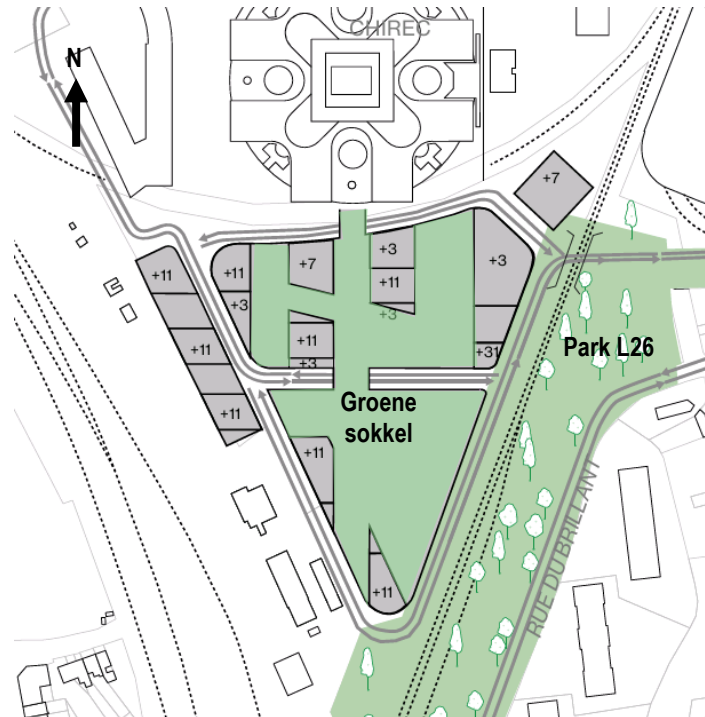 CHIREC
N
+7
+3
+7
+11
+11
+11
+3
+3
+3
+11
+11
+31
+3
Park L26
Groene
sokkel
+11
+11
+11
RUE DU BRILLANT